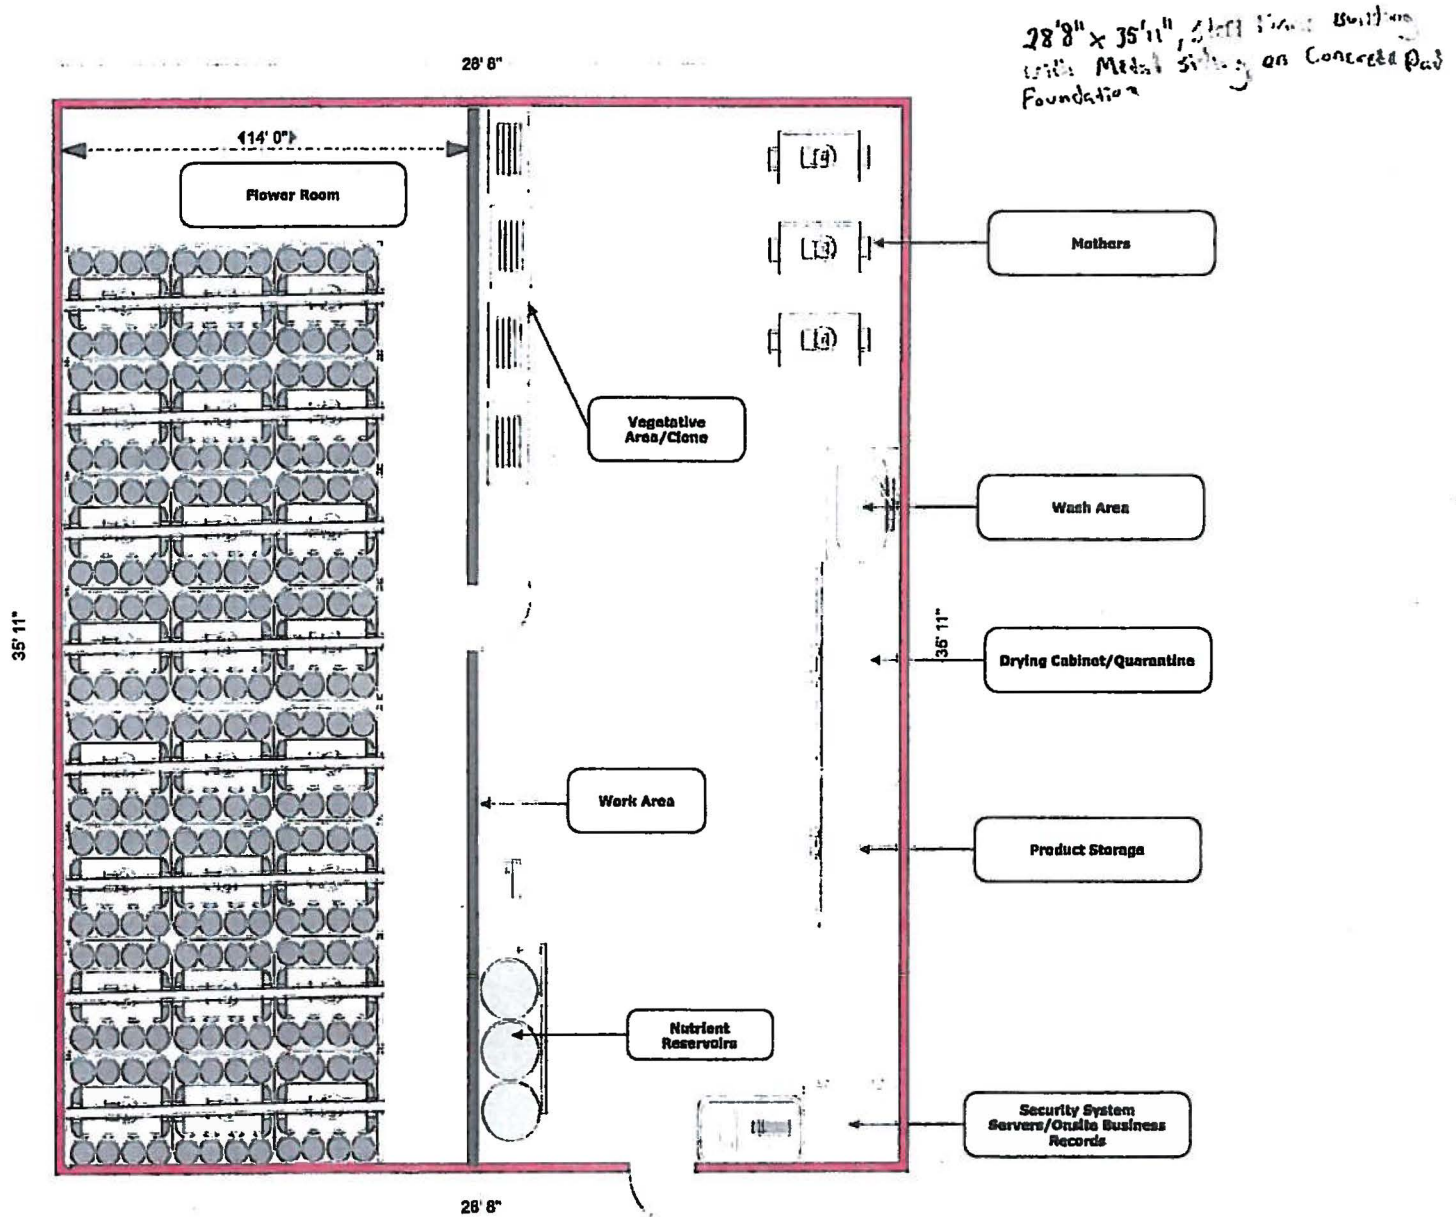 28'8" x 35'11", Building
with Metal Siding on Concrete Pad
Foundation
28' 8"
14' 0"
Flower Room
Mothers
Vegetative
Area/Clone
Wash Area
35' 11"
35' 11"
Drying Cabinet/Quarantine
Work Area
Product Storage
Nutrient
Reservoirs
Security System
Servers/Onsite Business
Records
28' 8"